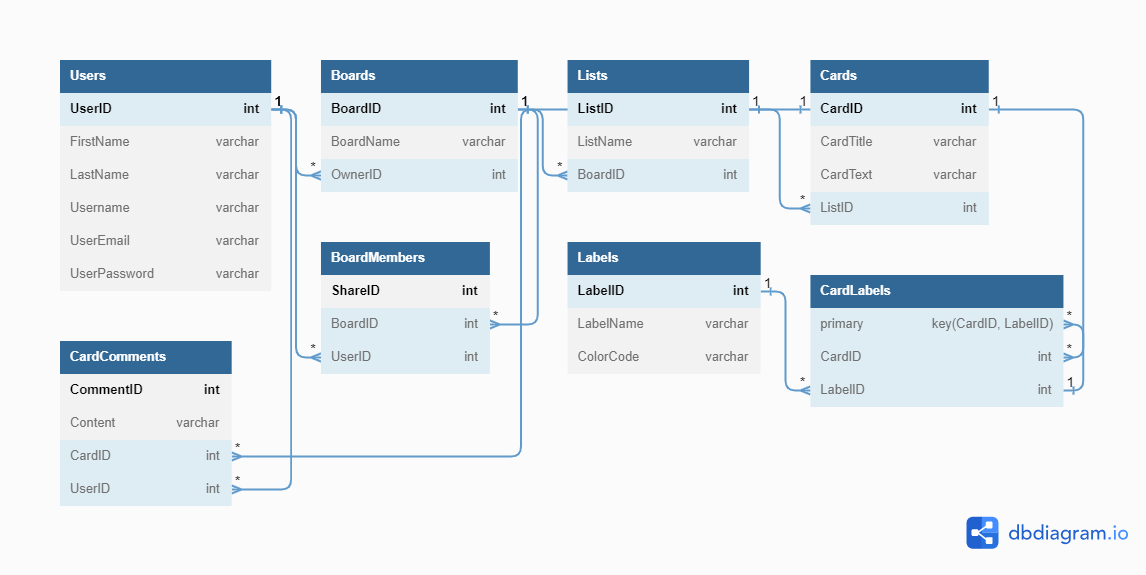 Users
UserID int
FirstName varchar
LastName varchar
Username varchar
UserEmail varchar
UserPassword varchar
1
Boards
BoardID int
BoardName varchar
OwnerID int
*
1
Lists
ListID int
ListName varchar
BoardID int
*
1
Cards
CardID int
CardTitle varchar
CardText varchar
ListID int
1
*
1
BoardMembers
ShareID int
BoardID int
UserID int
*
*
Labels
LabelID int
LabelName varchar
ColorCode varchar
1
CardLabels
primary key(CardID, LabelID)
CardID int
LabelID int
*
*
*
1
CardComments
CommentID int
Content varchar
CardID int
UserID int
*
*
dbdiagram.io